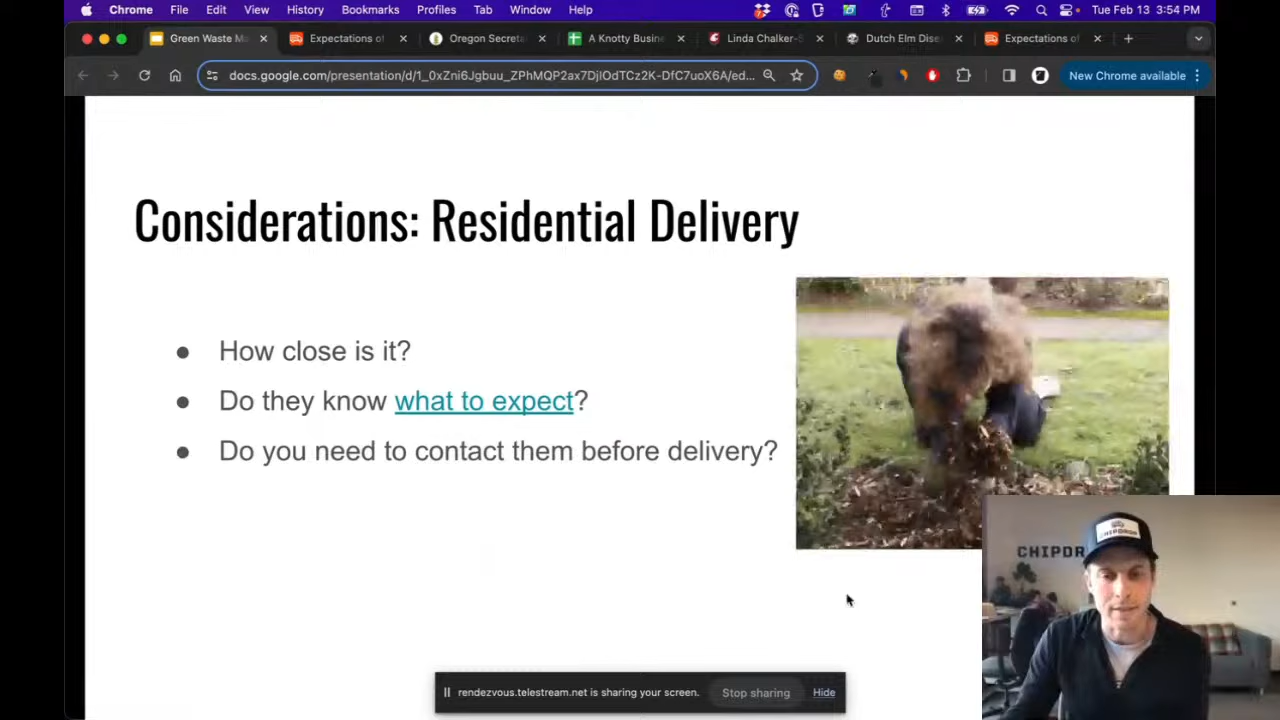 Chrome File Edit View History Bookmarks Profiles Tab Window Help Tue Feb 13 3:54 PM
Green Waste Ma Expectations of Oregon Secreta A Knotty Busine Linda Chalker-S Dutch Elm Dise Expectations of
docs.google.com/presentation/d/1_0xZni6Jgbuu_ZPhMQP2ax7DjIOdTCz2K-DfC7uoX6A/ed... New Chrome available
Considerations: Residential Delivery
● How close is it?
● Do they know what to expect?
● Do you need to contact them before delivery?
CHIPDROP
CHIPDR
rendezvous.telestream.net is sharing your screen. Stop sharing Hide